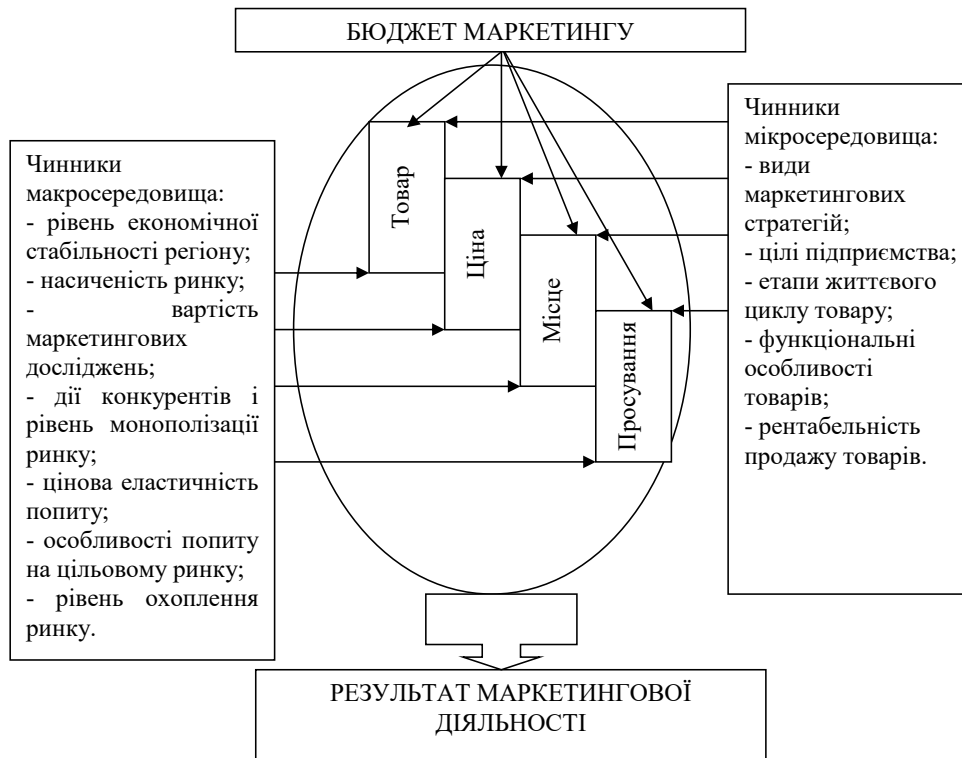 БЮДЖЕТ МАРКЕТИНГУ
Чинники
макросередовища:
- рівень економічної
стабільності регіону;
- насиченість ринку;
- вартість
маркетингових
досліджень;
- дії конкурентів і
рівень монополізації
ринку;
- цінова еластичність
попиту;
- особливості попиту
на цільовому ринку;
- рівень охоплення
ринку.
Товар
Ціна
Місце
Просування
Чинники
мікросередовища:
- види
маркетингових
стратегій;
- цілі підприємства;
- етапи життєвого
циклу товару;
- функціональні
особливості
товарів;
- рентабельність
продажу товарів.
РЕЗУЛЬТАТ МАРКЕТИНГОВОЇ
ДІЯЛЬНОСТІ